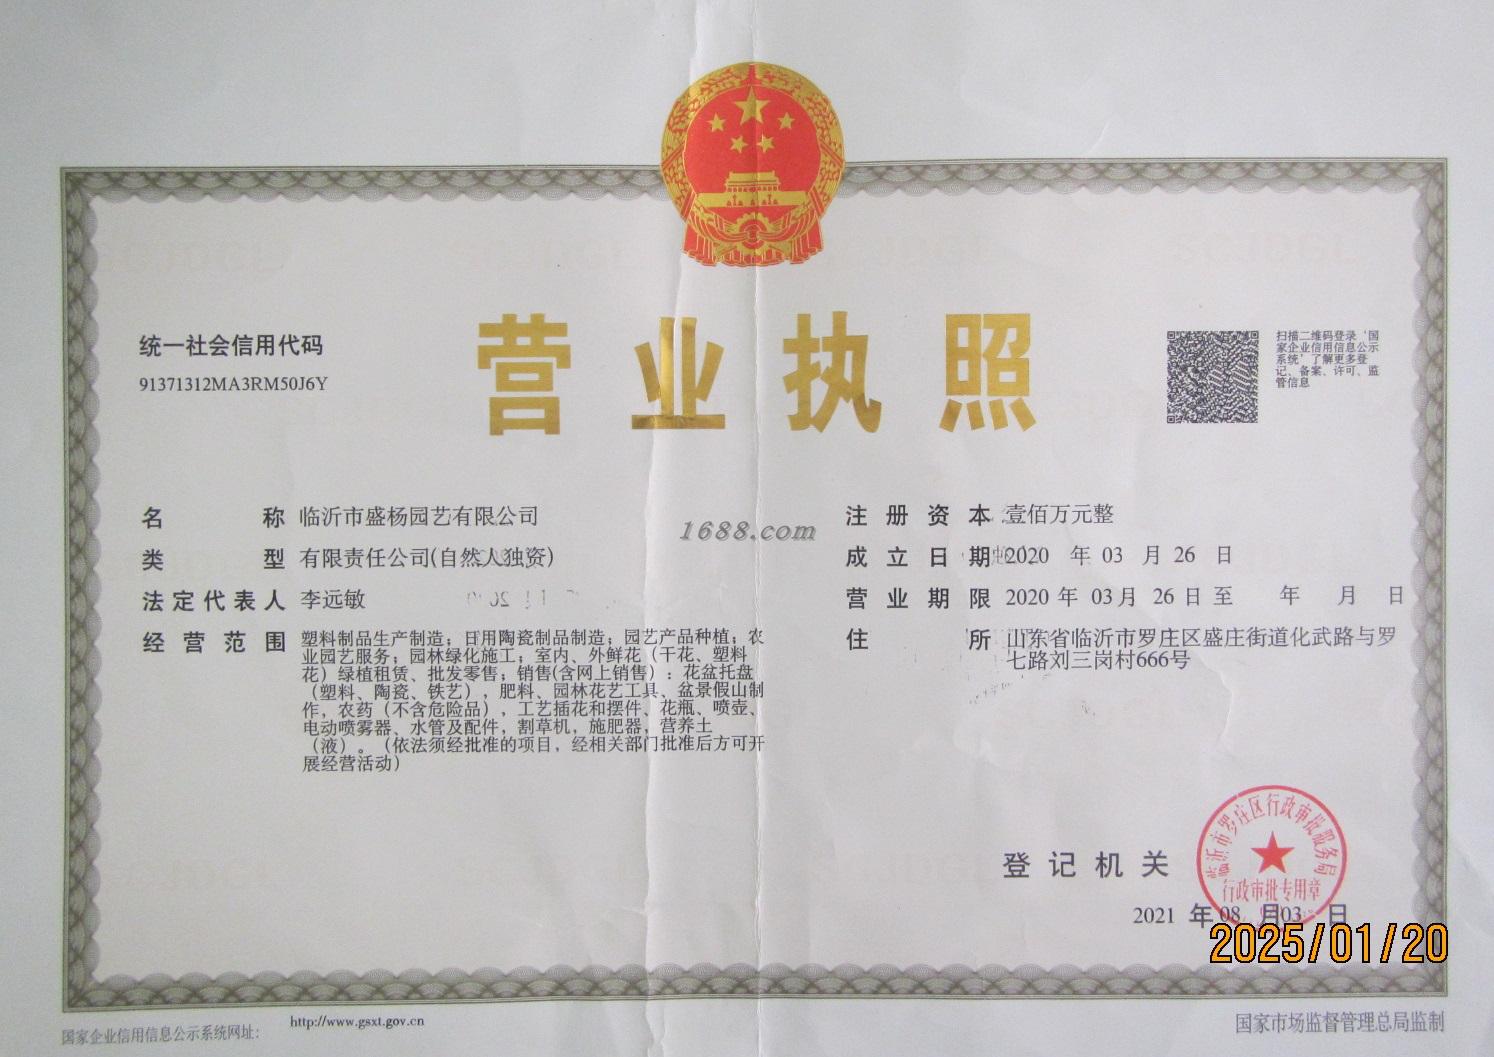 营业执照
统一社会信用代码
91371312MA3RM50J6Y
扫描二维码登录‘国
家企业信用信息公示
系统’了解更多登
记、备案、许可、监
管信息
名称 临沂市盛杨园艺有限公司
类型 有限责任公司(自然人独资)
法定代表人 李远敏
经营范围 塑料制品生产制造；日用陶瓷制品制造；园艺产品种植；农
业园艺服务；园林绿化施工；室内、外鲜花（干花、塑料
花）绿植租赁、批发零售；销售(含网上销售）：花盆托盘
（塑料、陶瓷、铁艺），肥料、园林花艺工具、盆景假山制
作，农药（不含危险品），工艺插花和摆件、花瓶、喷壶、
电动喷雾器、水管及配件，割草机，施肥器，营养土
（液）。（依法须经批准的项目，经相关部门批准后方可开
展经营活动）
1688.com
注册资本 壹佰万元整
成立日期 2020 年 03 月 26 日
营业期限 2020 年 03 月 26 日 至 年 月 日
住所 山东省临沂市罗庄区盛庄街道化武路与罗
七路刘三岗村666号
登记机关
临沂市罗庄区行政审批服务局
行政审批专用章
2021 年 08 月 03 日
2025/01/20
国家企业信用信息公示系统网址：
http://www.gsxt.gov.cn
国家市场监督管理总局监制